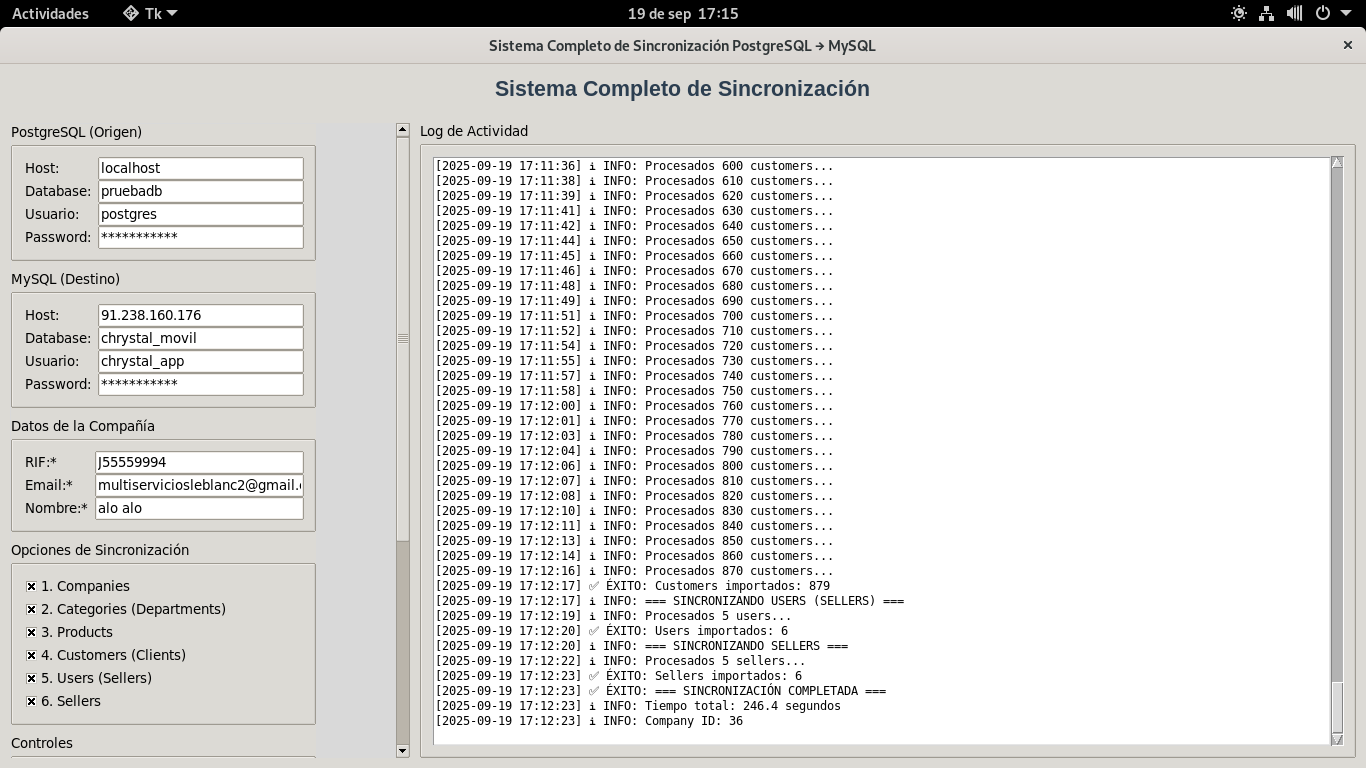 Actividades
Tk
19 de sep 17:15
Sistema Completo de Sincronización PostgreSQL → MySQL
×
Sistema Completo de Sincronización
PostgreSQL (Origen)
Host: localhost
Database: pruebadb
Usuario: postgres
Password: ***********
MySQL (Destino)
Host: 91.238.160.176
Database: chrystal_movil
Usuario: chrystal_app
Password: ***********
Datos de la Compañía
RIF:* J55559994
Email:* multiserviciosleblanc2@gmail.
Nombre:* alo alo
Opciones de Sincronización
1. Companies
2. Categories (Departments)
3. Products
4. Customers (Clients)
5. Users (Sellers)
6. Sellers
Controles
Log de Actividad
[2025-09-19 17:11:36] ℹ INFO: Procesados 600 customers...
[2025-09-19 17:11:38] ℹ INFO: Procesados 610 customers...
[2025-09-19 17:11:39] ℹ INFO: Procesados 620 customers...
[2025-09-19 17:11:41] ℹ INFO: Procesados 630 customers...
[2025-09-19 17:11:42] ℹ INFO: Procesados 640 customers...
[2025-09-19 17:11:44] ℹ INFO: Procesados 650 customers...
[2025-09-19 17:11:45] ℹ INFO: Procesados 660 customers...
[2025-09-19 17:11:46] ℹ INFO: Procesados 670 customers...
[2025-09-19 17:11:48] ℹ INFO: Procesados 680 customers...
[2025-09-19 17:11:49] ℹ INFO: Procesados 690 customers...
[2025-09-19 17:11:51] ℹ INFO: Procesados 700 customers...
[2025-09-19 17:11:52] ℹ INFO: Procesados 710 customers...
[2025-09-19 17:11:54] ℹ INFO: Procesados 720 customers...
[2025-09-19 17:11:55] ℹ INFO: Procesados 730 customers...
[2025-09-19 17:11:57] ℹ INFO: Procesados 740 customers...
[2025-09-19 17:11:58] ℹ INFO: Procesados 750 customers...
[2025-09-19 17:12:00] ℹ INFO: Procesados 760 customers...
[2025-09-19 17:12:01] ℹ INFO: Procesados 770 customers...
[2025-09-19 17:12:03] ℹ INFO: Procesados 780 customers...
[2025-09-19 17:12:04] ℹ INFO: Procesados 790 customers...
[2025-09-19 17:12:06] ℹ INFO: Procesados 800 customers...
[2025-09-19 17:12:07] ℹ INFO: Procesados 810 customers...
[2025-09-19 17:12:08] ℹ INFO: Procesados 820 customers...
[2025-09-19 17:12:10] ℹ INFO: Procesados 830 customers...
[2025-09-19 17:12:11] ℹ INFO: Procesados 840 customers...
[2025-09-19 17:12:13] ℹ INFO: Procesados 850 customers...
[2025-09-19 17:12:14] ℹ INFO: Procesados 860 customers...
[2025-09-19 17:12:16] ℹ INFO: Procesados 870 customers...
[2025-09-19 17:12:17] ✅ ÉXITO: Customers importados: 879
[2025-09-19 17:12:17] ℹ INFO: === SINCRONIZANDO USERS (SELLERS) ===
[2025-09-19 17:12:19] ℹ INFO: Procesados 5 users...
[2025-09-19 17:12:20] ✅ ÉXITO: Users importados: 6
[2025-09-19 17:12:20] ℹ INFO: === SINCRONIZANDO SELLERS ===
[2025-09-19 17:12:22] ℹ INFO: Procesados 5 sellers...
[2025-09-19 17:12:23] ✅ ÉXITO: Sellers importados: 6
[2025-09-19 17:12:23] ✅ ÉXITO: === SINCRONIZACIÓN COMPLETADA ===
[2025-09-19 17:12:23] ℹ INFO: Tiempo total: 246.4 segundos
[2025-09-19 17:12:23] ℹ INFO: Company ID: 36